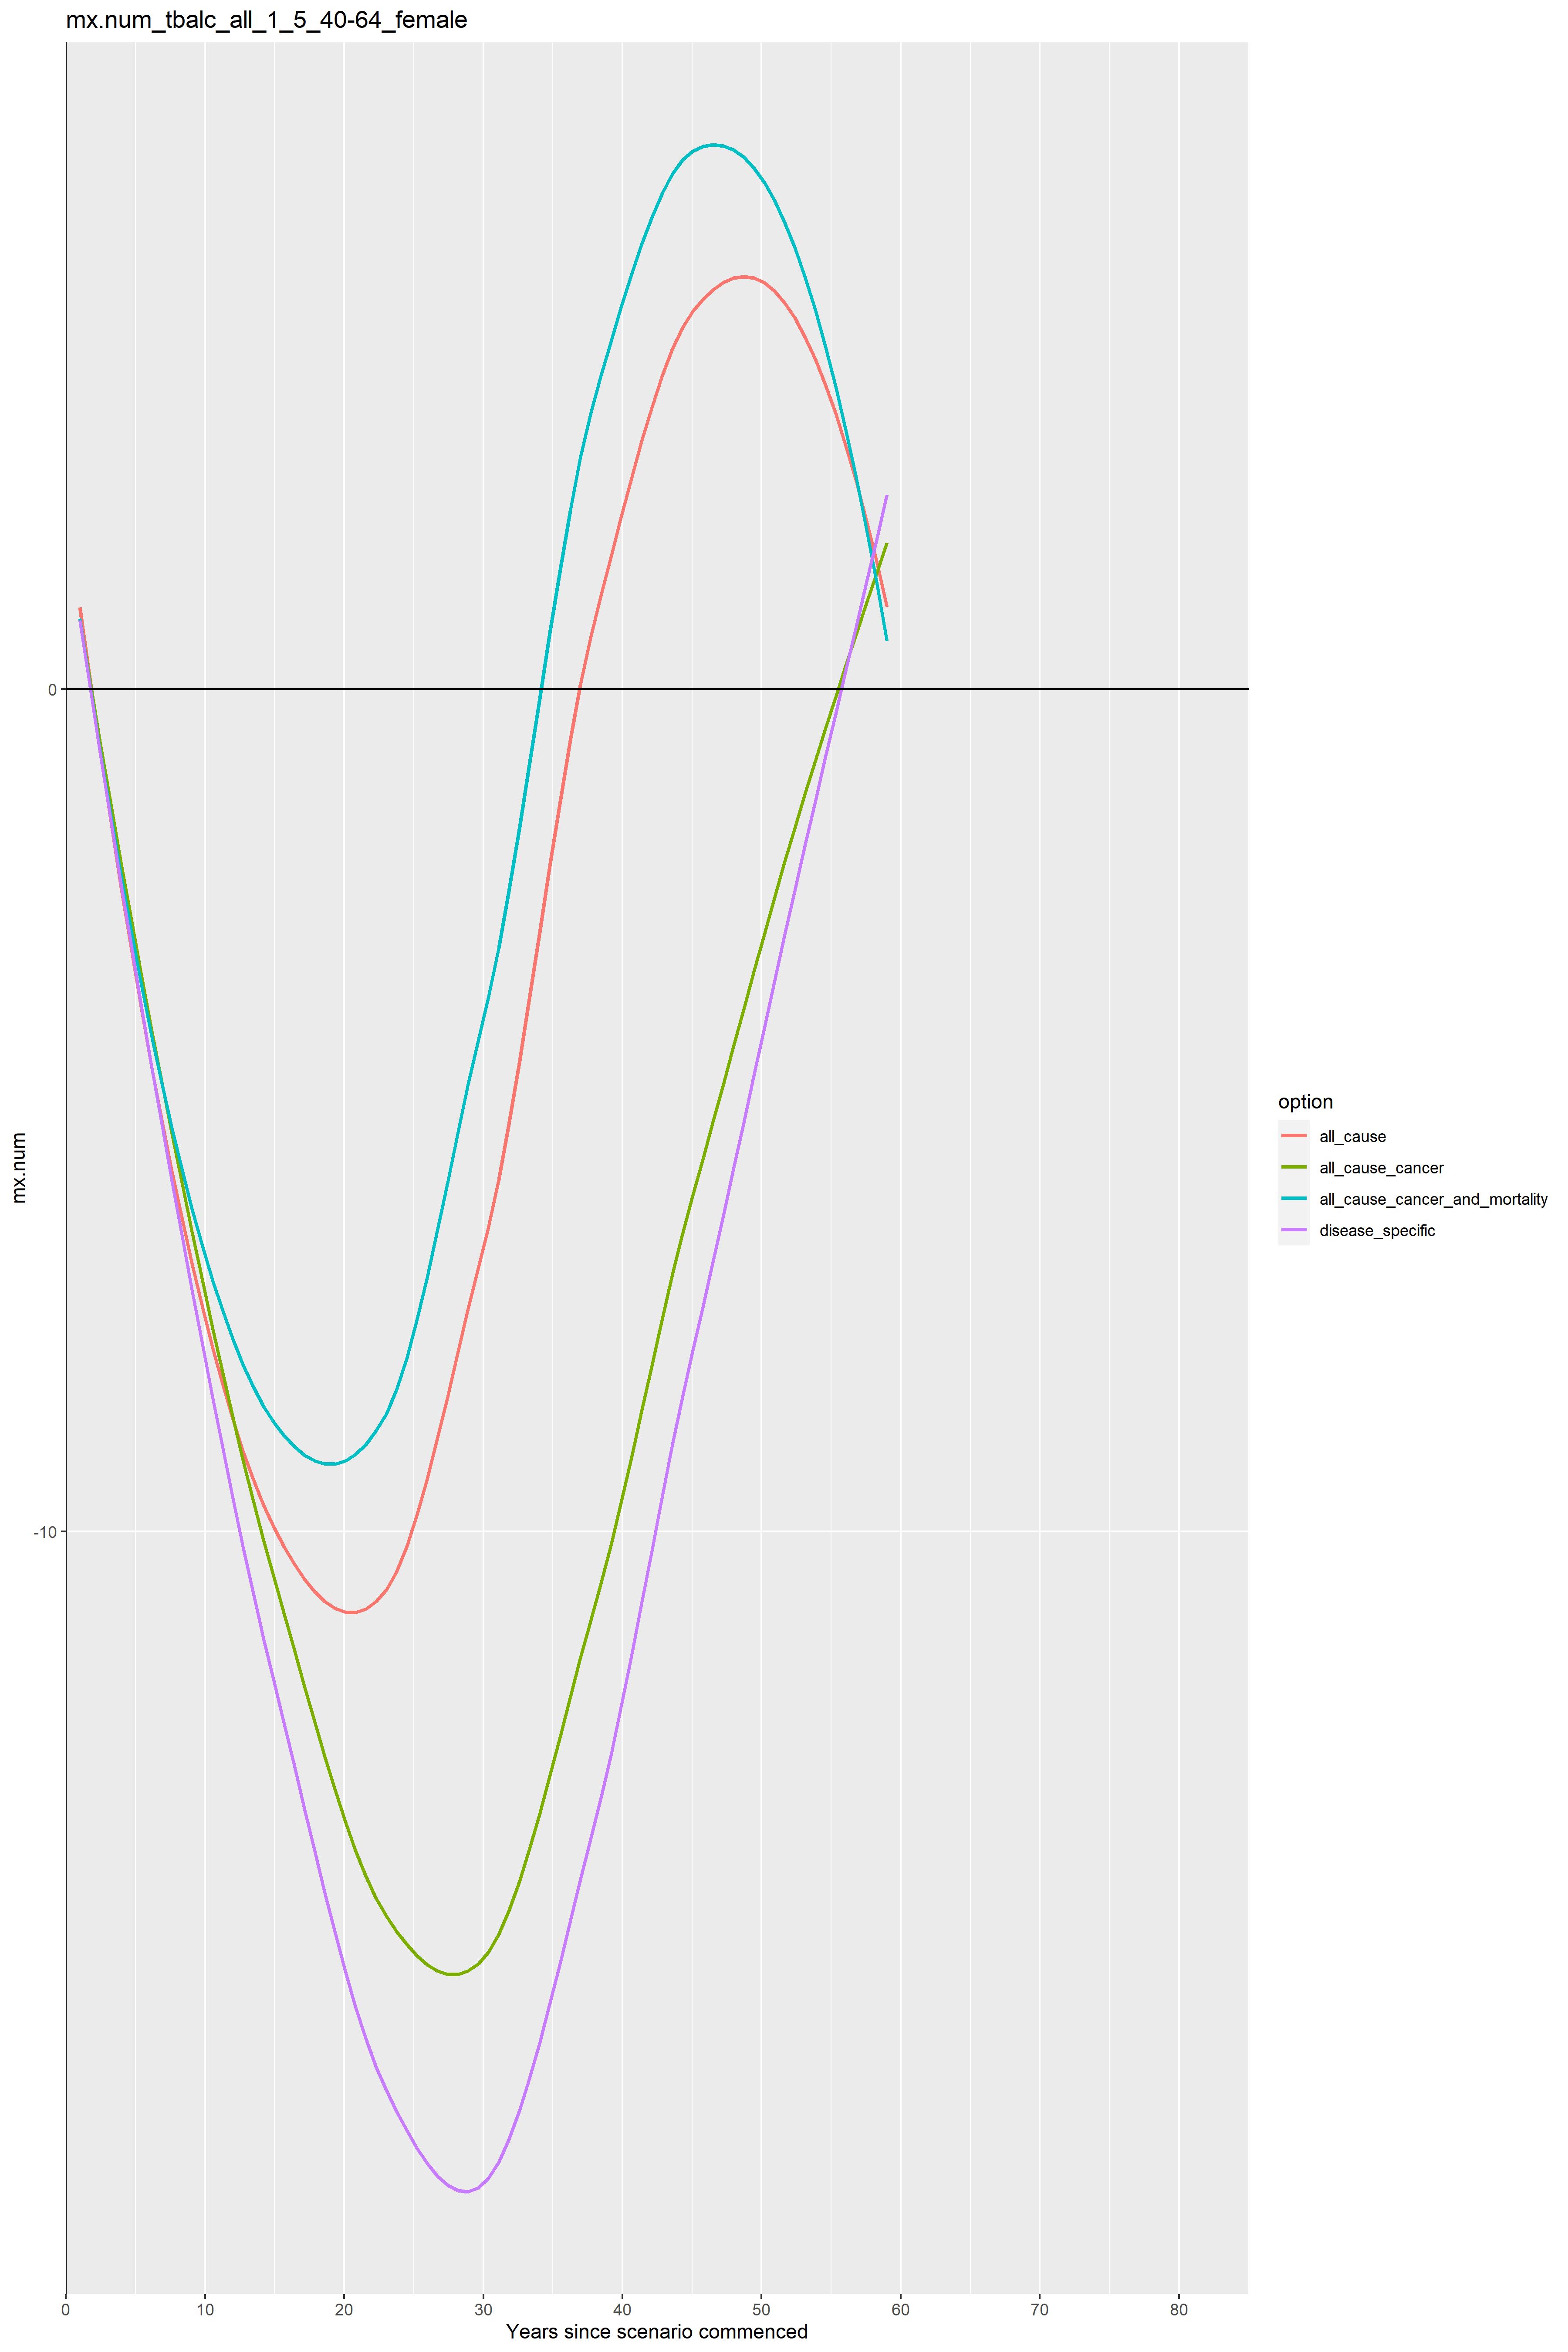 mx.num_tbalc_all_1_5_40-64_female
0
-10
mx.num
0 10 20 30 40 50 60 70 80
Years since scenario commenced
option
all_cause
all_cause_cancer
all_cause_cancer_and_mortality
disease_specific